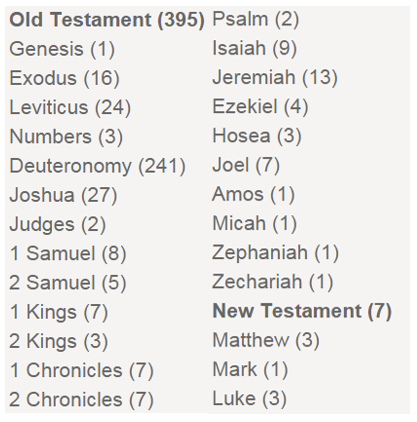 Old Testament (395)
Genesis (1)
Exodus (16)
Leviticus (24)
Numbers (3)
Deuteronomy (241)
Joshua (27)
Judges (2)
1 Samuel (8)
2 Samuel (5)
1 Kings (7)
2 Kings (3)
1 Chronicles (7)
2 Chronicles (7)
Psalm (2)
Isaiah (9)
Jeremiah (13)
Ezekiel (4)
Hosea (3)
Joel (7)
Amos (1)
Micah (1)
Zephaniah (1)
Zechariah (1)
New Testament (7)
Matthew (3)
Mark (1)
Luke (3)